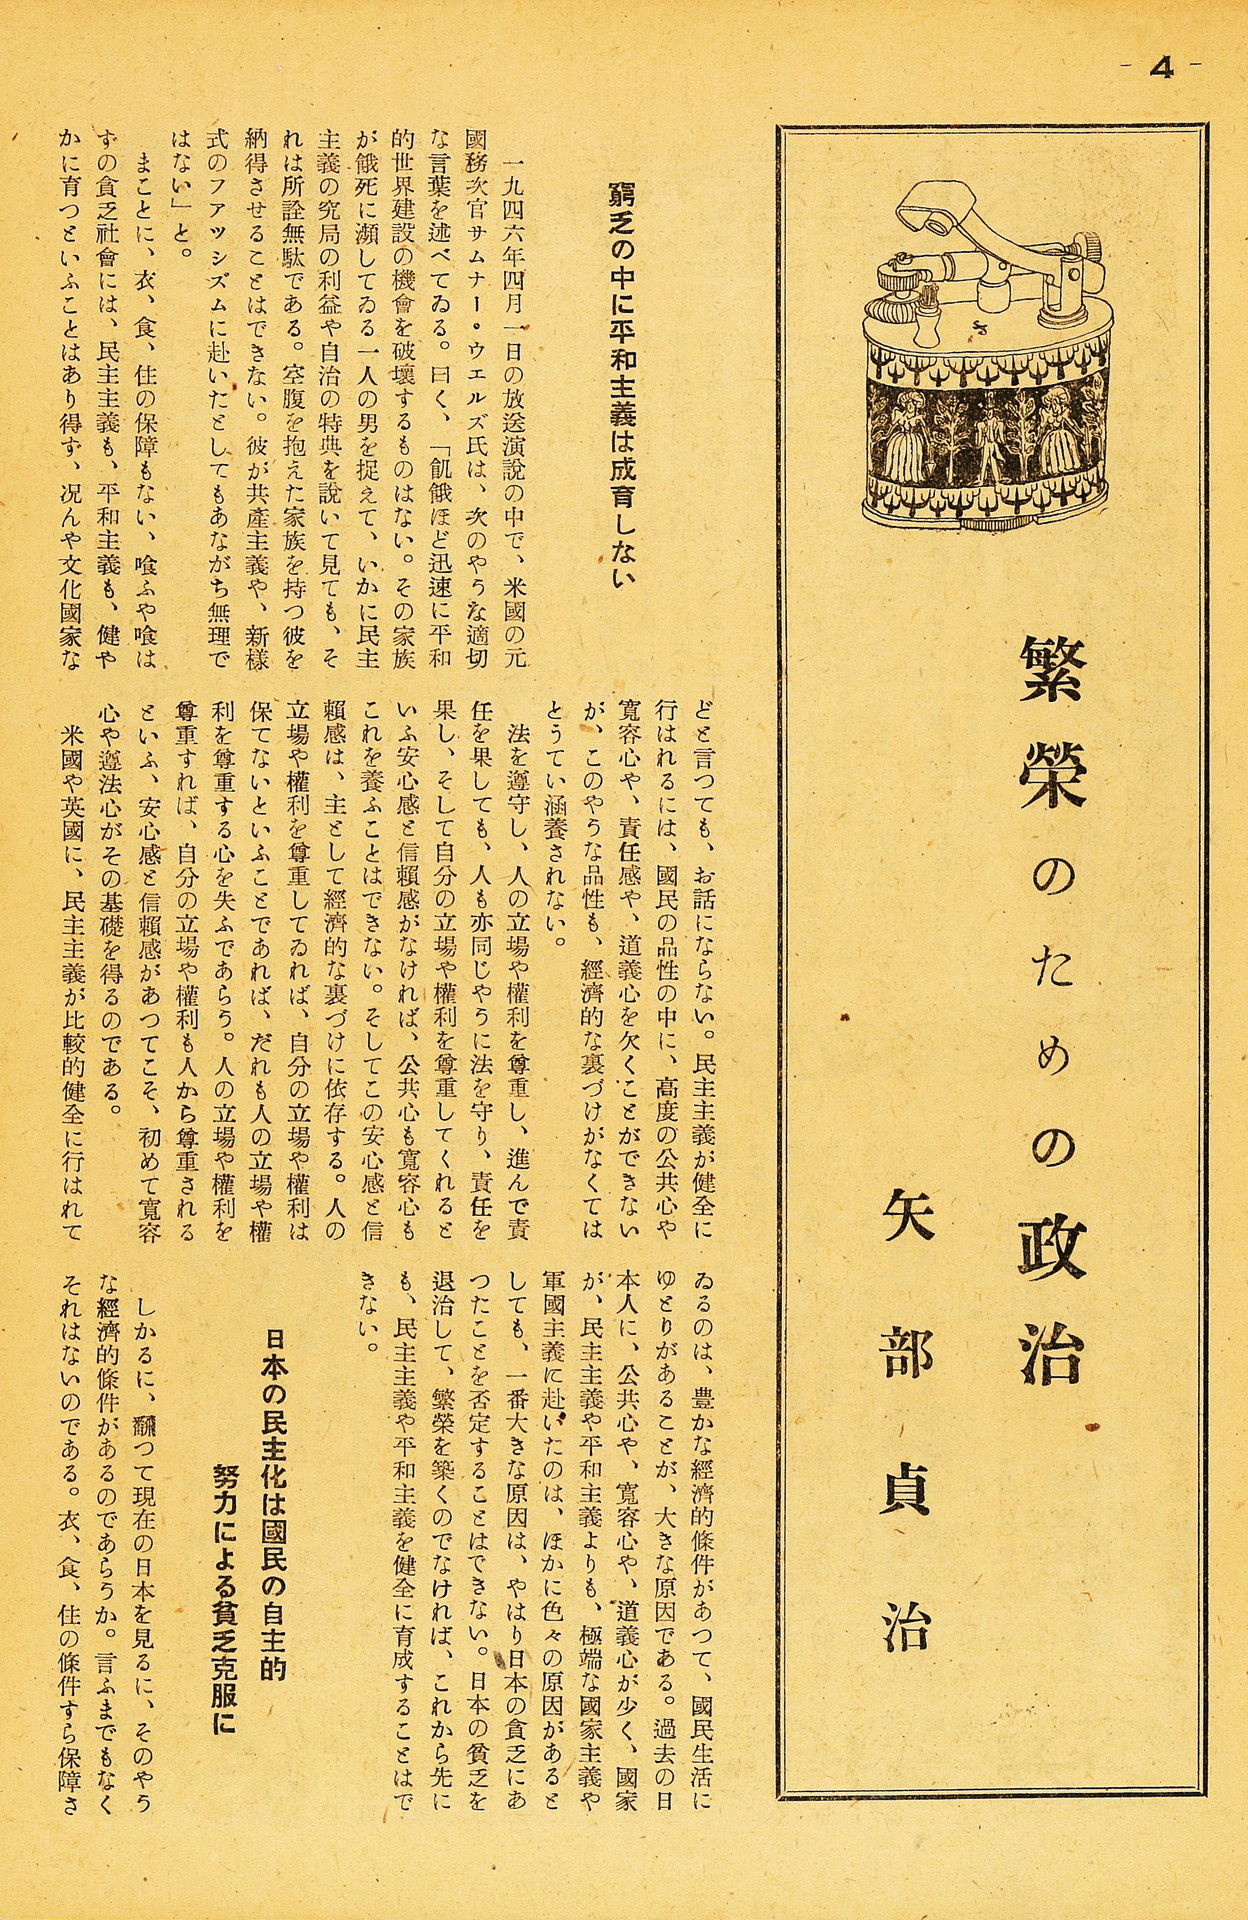 - 4 -
繁榮のための政治
矢部貞治
窮乏の中に平和主義は成育しない
一九四六年四月一日の放送演說の中で、米國の元
國務次官サムナー・ウェルズ氏は、次のやうな適切
な言葉を述べてゐる。曰く、「飢餓ほど迅速に平和
的世界建設の機會を破壞するものはない。その家族
が餓死に瀕してゐる一人の男を捉えて、いかに民主
主義の究局の利益や自治の特典を說いて見ても、そ
れは所詮無駄である。空腹を抱えた家族を持つ彼を
納得させることはできない。彼が共產主義や、新樣
式のファッシズムに赴いたとしてもあながち無理で
はない」と。
まことに、衣、食、住の保障もない、喰ふや喰は
ずの貧乏社會には、民主主義も、平和主義も、健や
かに育つといふことはあり得ず、況んや文化國家な
どと言つても、お話にならない。民主主義が健全に
行はれるには、國民の品性の中に、高度の公共心や
寬容心や、責任感や、道義心を欠くことができない
が、このやうな品性も、經濟的な裏づけがなくては
とうてい涵養されない。
法を遵守し、人の立場や權利を尊重し、進んで責
任を果しても、人も亦同じやうに法を守り、責任を
果し、そして自分の立場や權利を尊重してくれると
いふ安心感と信賴感がなければ、公共心も寬容心も
これを養ふことはできない。そしてこの安心感と信
賴感は、主として經濟的な裏づけに依存する。人の
立場や權利を尊重してゐれば、自分の立場や權利は
保てないといふことであれば、だれも人の立場や權
利を尊重する心を失ふであらう。人の立場や權利を
尊重すれば、自分の立場や權利も人から尊重される
といふ、安心感と信賴感があつてこそ、初めて寬容
心や遵法心がその基礎を得るのである。
米國や英國に、民主主義が比較的健全に行はれて
ゐるのは、豊かな經濟的條件があつて、國民生活に
ゆとりがあることが、大きな原因である。過去の日
本人に、公共心や、寬容心や、道義心が少く、國家
が、民主主義や平和主義よりも、極端な國家主義や
軍國主義に赴いたのは、ほかに色々の原因があると
しても、一番大きな原因は、やはり日本の貧乏にあ
つたことを否定することはできない。日本の貧乏を
退治して、繁榮を築くのでなければ、これから先に
も、民主主義や平和主義を健全に育成することはで
きない。
日本の民主化は國民の自主的
努力による貧乏克服に
しかるに、飜つて現在の日本を見るに、そのやう
な經濟的條件があるのであらうか。言ふまでもなく
それはないのである。衣、食、住の條件すら保障さ